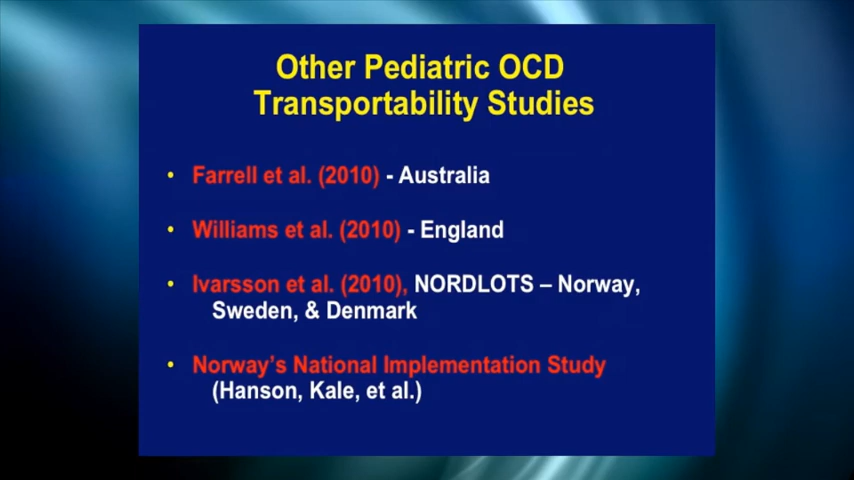 Other Pediatric OCD
Transportability Studies
• Farrell et al. (2010) - Australia
• Williams et al. (2010) - England
• Ivarsson et al. (2010), NORDLOTS – Norway,
Sweden, & Denmark
• Norway's National Implementation Study
(Hanson, Kale, et al.)